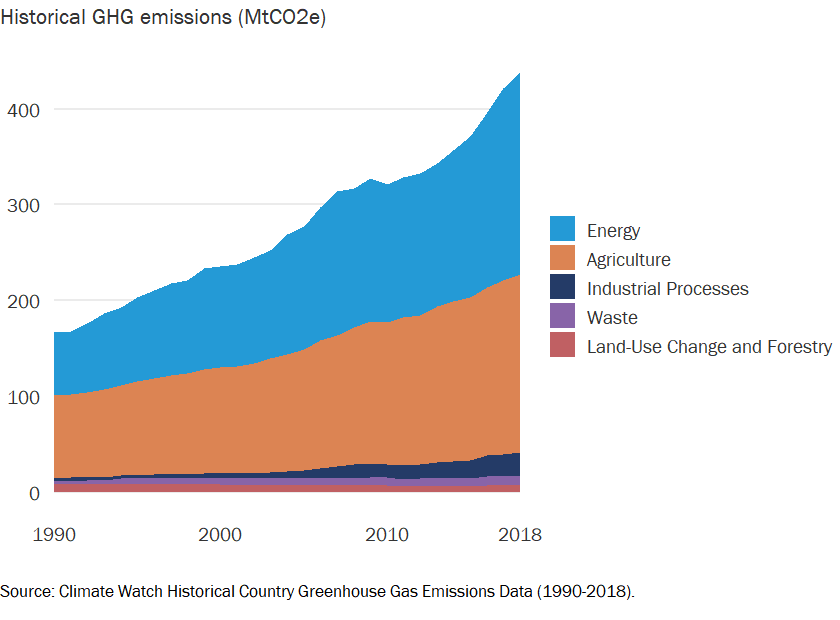 Historical GHG emissions (MtCO2e)
400
300
200
100
0
1990 2000 2010 2018
Energy
Agriculture
Industrial Processes
Waste
Land-Use Change and Forestry
Source: Climate Watch Historical Country Greenhouse Gas Emissions Data (1990-2018).